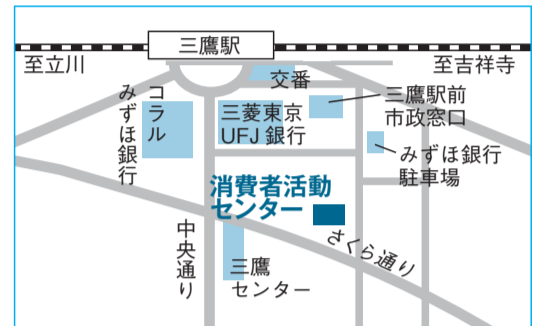 三鷹駅
至立川
至吉祥寺
交番
コラル
みずほ銀行
三菱東京
UFJ銀行
三鷹駅前
市政窓口
みずほ銀行
駐車場
消費者活動
センター
さくら通り
中央通り
三鷹
センター